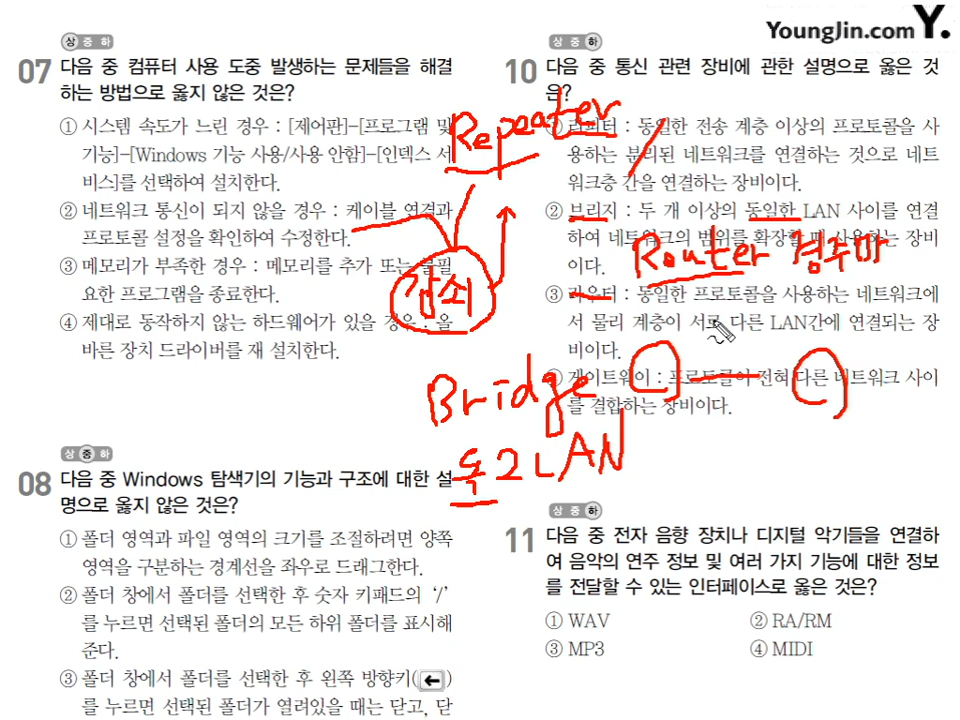 YoungJin.com Y.
상 중 하
07 다음 중 컴퓨터 사용 도중 발생하는 문제들을 해결
하는 방법으로 옳지 않은 것은?
① 시스템 속도가 느린 경우 : [제어판]-[프로그램 및
기능]-[Windows 기능 사용/사용 안함]-[인덱스 서
비스]를 선택하여 설치한다.
② 네트워크 통신이 되지 않을 경우 : 케이블 연결과
프로토콜 설정을 확인하여 수정한다.
③ 메모리가 부족한 경우 : 메모리를 추가 또는 불필
요한 프로그램을 종료한다.
④ 제대로 동작하지 않는 하드웨어가 있을 경우 : 올
바른 장치 드라이버를 재 설치한다.
Repeater
감쇠
Bridge
독2LAN
상 중 하
08 다음 중 Windows 탐색기의 기능과 구조에 대한 설
명으로 옳지 않은 것은?
① 폴더 영역과 파일 영역의 크기를 조절하려면 양쪽
영역을 구분하는 경계선을 좌우로 드래그한다.
② 폴더 창에서 폴더를 선택한 후 숫자 키패드의 '/'
를 누르면 선택된 폴더의 모든 하위 폴더를 표시해
준다.
③ 폴더 창에서 폴더를 선택한 후 왼쪽 방향키(←)
를 누르면 선택된 폴더가 열려있을 때는 닫고, 닫
상 중 하
10 다음 중 통신 관련 장비에 관한 설명으로 옳은 것
은?
① 리피터 : 동일한 전송 계층 이상의 프로토콜을 사
용하는 분리된 네트워크를 연결하는 것으로 네트
워크층 간을 연결하는 장비이다.
② 브리지 : 두 개 이상의 동일한 LAN 사이를 연결
하여 네트워크의 범위를 확장할 때 사용하는 장비
이다.
Router 경주마
③ 라우터 : 동일한 프로토콜을 사용하는 네트워크에
서 물리 계층이 서로 다른 LAN간에 연결되는 장
비이다.
④ 게이트웨이 : 프로토콜이 전혀 다른 네트워크 사이
를 결합하는 장비이다.
상 중 하
11 다음 중 전자 음향 장치나 디지털 악기들을 연결하
여 음악의 연주 정보 및 여러 가지 기능에 대한 정보
를 전달할 수 있는 인터페이스로 옳은 것은?
① WAV ② RA/RM
③ MP3 ④ MIDI